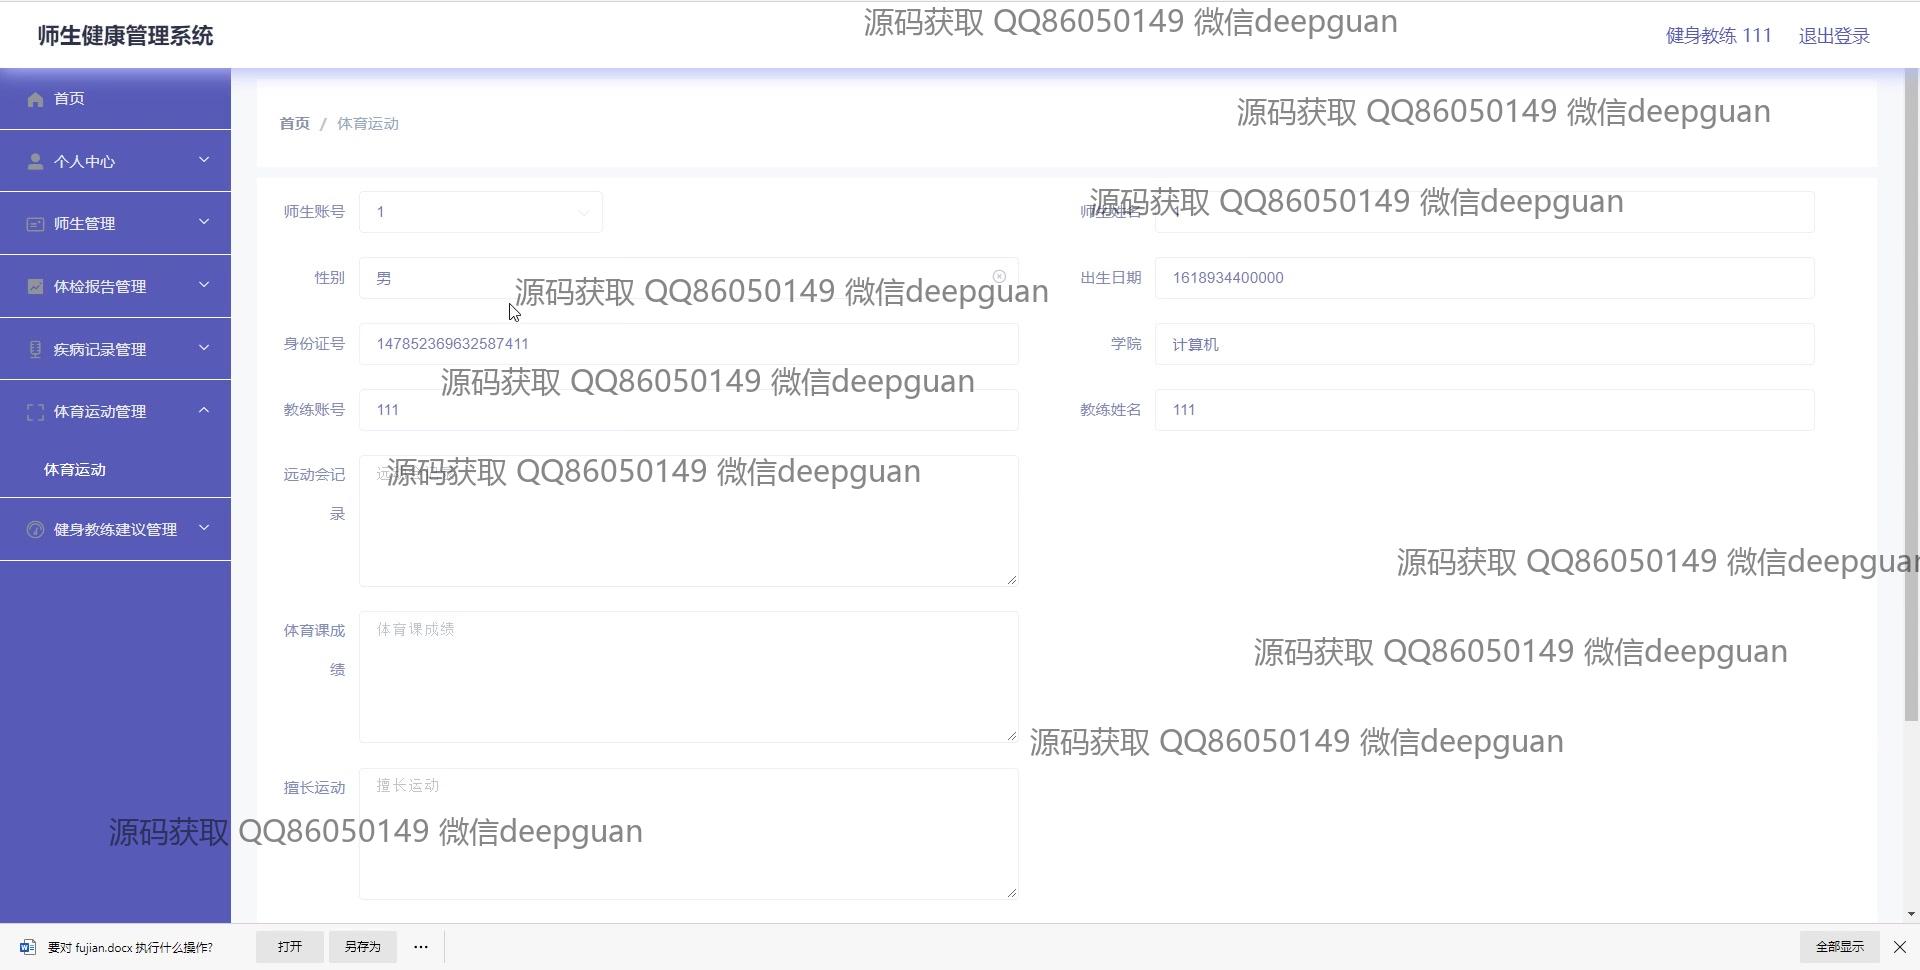 师生健康管理系统
源码获取 QQ86050149 微信deepguan
健身教练 111
退出登录
首页
个人中心
师生管理
体检报告管理
疾病记录管理
体育运动管理
体育运动
健身教练建议管理
首页 / 体育运动
源码获取 QQ86050149 微信deepguan
师生账号 1
师生姓名
源码获取 QQ86050149 微信deepguan
性别 男
出生日期 1618934400000
源码获取 QQ86050149 微信deepguan
身份证号 147852369632587411
学院 计算机
源码获取 QQ86050149 微信deepguan
教练账号 111
教练姓名 111
远动会记
录
源码获取 QQ86050149 微信deepguan
源码获取 QQ86050149 微信deepguan
体育课成
绩
体育课成绩
源码获取 QQ86050149 微信deepguan
源码获取 QQ86050149 微信deepguan
擅长运动 擅长运动
源码获取 QQ86050149 微信deepguan
要对 fujian.docx 执行什么操作?
打开
另存为
...
全部显示